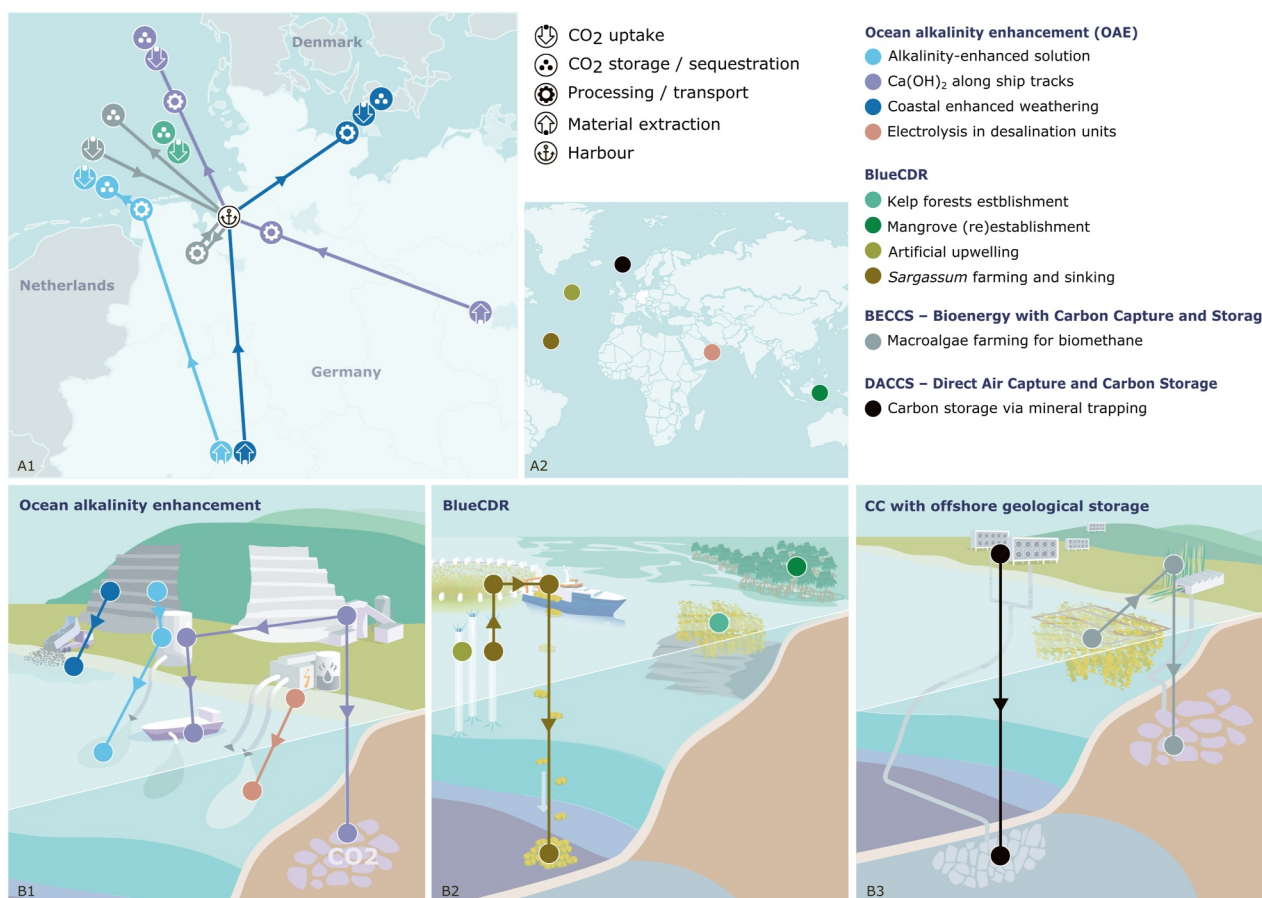 Denmark
Netherlands
Germany
A1
CO2 uptake
CO2 storage / sequestration
Processing / transport
Material extraction
Harbour
A2
Ocean alkalinity enhancement (OAE)
Alkalinity-enhanced solution
Ca(OH)2 along ship tracks
Coastal enhanced weathering
Electrolysis in desalination units
BlueCDR
Kelp forests estblishment
Mangrove (re)establishment
Artificial upwelling
Sargassum farming and sinking
BECCS – Bioenergy with Carbon Capture and Storag
Macroalgae farming for biomethane
DACCS – Direct Air Capture and Carbon Storage
Carbon storage via mineral trapping
Ocean alkalinity enhancement
CO2
B1
BlueCDR
B2
CC with offshore geological storage
B3